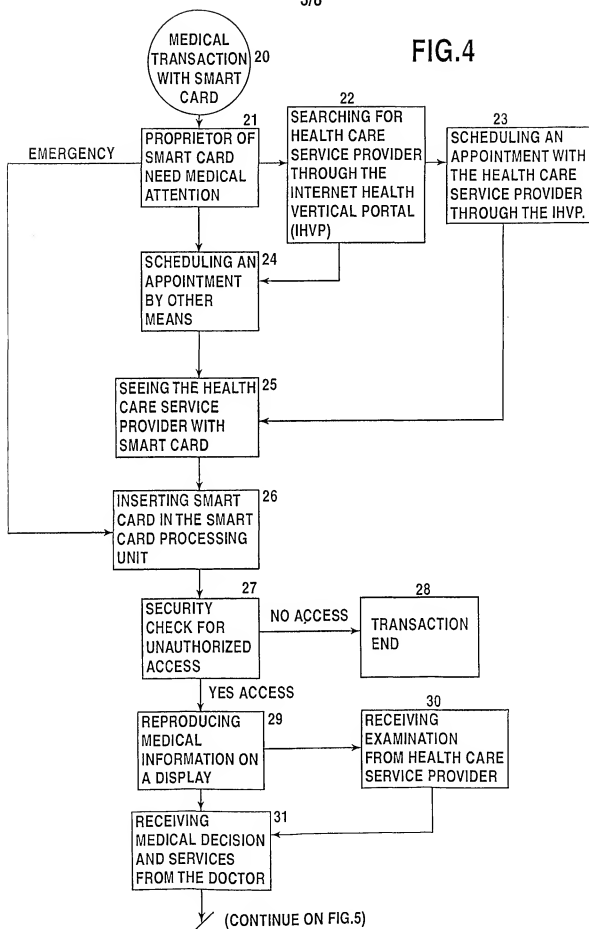 3/8
FIG.4
MEDICAL
TRANSACTION
WITH SMART
CARD
20
21
PROPRIETOR OF
SMART CARD
NEED MEDICAL
ATTENTION
EMERGENCY
22
SEARCHING FOR
HEALTH CARE
SERVICE PROVIDER
THROUGH THE
INTERNET HEALTH
VERTICAL PORTAL
(IHVP)
23
SCHEDULING AN
APPOINTMENT WITH
THE HEALTH CARE
SERVICE PROVIDER
THROUGH THE IHVP.
24
SCHEDULING AN
APPOINTMENT
BY OTHER
MEANS
25
SEEING THE HEALTH
CARE SERVICE
PROVIDER WITH
SMART CARD
26
INSERTING SMART
CARD IN THE SMART
CARD PROCESSING
UNIT
27
SECURITY
CHECK FOR
UNAUTHORIZED
ACCESS
NO ACCESS
28
TRANSACTION
END
YES ACCESS
29
REPRODUCING
MEDICAL
INFORMATION ON
A DISPLAY
30
RECEIVING
EXAMINATION
FROM HEALTH CARE
SERVICE PROVIDER
31
RECEIVING
MEDICAL DECISION
AND SERVICES
FROM THE DOCTOR
(CONTINUE ON FIG.5)